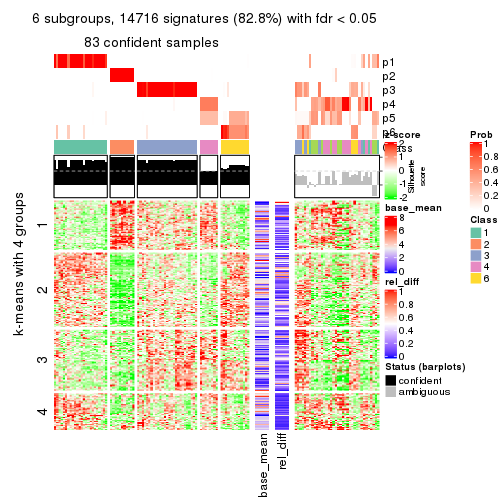 6 subgroups, 14716 signatures (82.8%) with fdr < 0.05
83 confident samples
p1
p2
p3
p4
p5
p6
z_score
2
1
0
-1
-2
Class
Silhouette
score
Prob
1
0.8
0.6
0.4
0.2
0
Class
1
2
3
4
6
base_mean
8
6
4
2
0
rel_diff
1
0.8
0.6
0.4
0.2
0
Status (barplots)
confident
ambiguous
k-means with 4 groups
1
2
3
4
base_mean
rel_diff